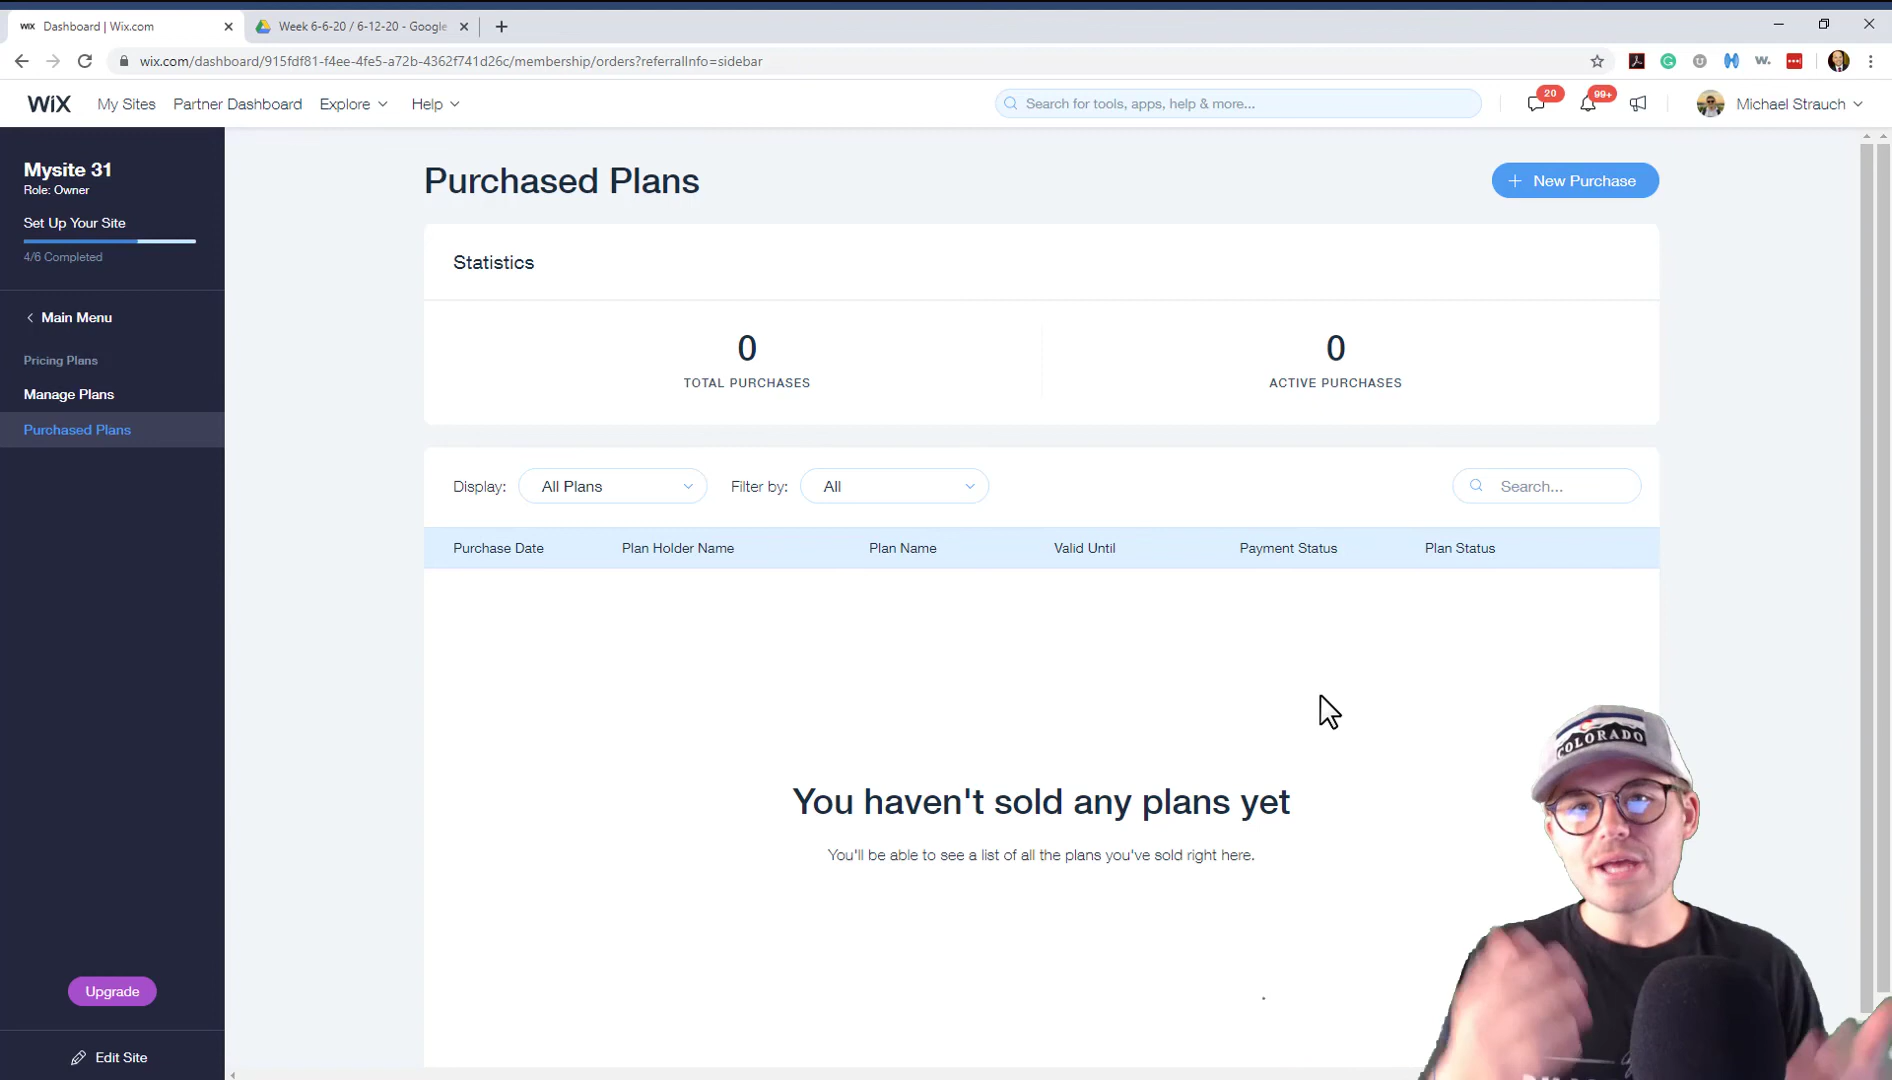 Dashboard | Wix.com
Week 6-6-20 / 6-12-20 - Google
wix.com/dashboard/915fdf81-f4ee-4fe5-a72b-4362f741d26c/membership/orders?referralInfo=sidebar
WiX My Sites Partner Dashboard Explore Help
Search for tools, apps, help & more...
20
99+
Michael Strauch
Mysite 31
Role: Owner
Set Up Your Site
4/6 Completed
Main Menu
Pricing Plans
Manage Plans
Purchased Plans
Upgrade
Edit Site
Purchased Plans
+ New Purchase
Statistics
0
TOTAL PURCHASES
0
ACTIVE PURCHASES
Display: All Plans Filter by: All Search...
Purchase Date Plan Holder Name Plan Name Valid Until Payment Status Plan Status
You haven't sold any plans yet
You'll be able to see a list of all the plans you've sold right here.
COLORADO